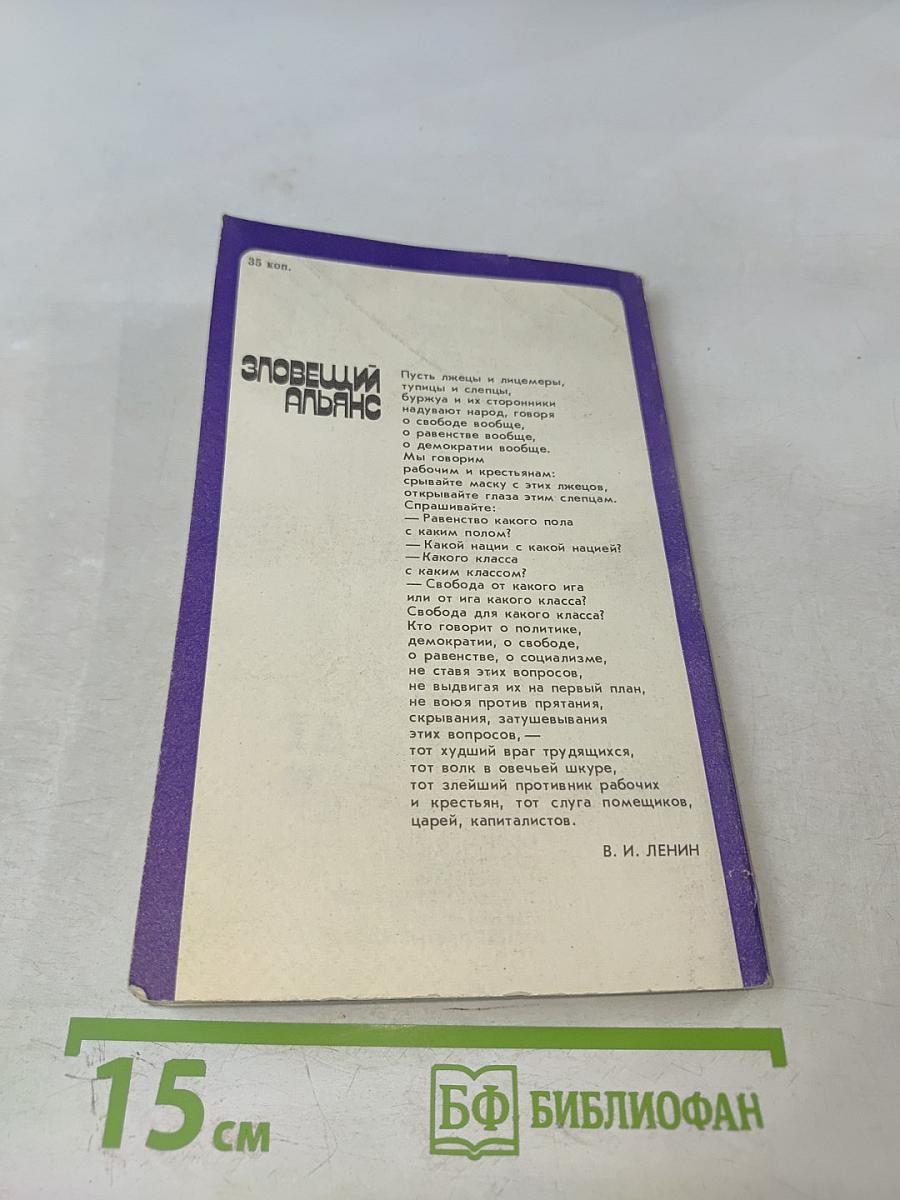 35 коп.
ЗЛОВЕЩИЙ
АЛЬЯНС
Пусть лжецы и лицемеры,
тупицы и слепцы,
буржуа и их сторонники
надувают народ, говоря
о свободе вообще,
о равенстве вообще,
о демократии вообще.
Мы говорим
рабочим и крестьянам:
срывайте маску с этих лжецов,
открывайте глаза этим слепцам.
Спрашивайте:
— Равенство какого пола
с каким полом?
— Какой нации с какой нацией?
— Какого класса
с каким классом?
— Свобода от какого ига
или от ига какого класса?
Свобода для какого класса?
Кто говорит о политике,
демократии, о свободе,
о равенстве, о социализме,
не ставя этих вопросов,
не выдвигая их на первый план,
не воюя против прятания,
скрывания, затушевывания
этих вопросов, —
тот худший враг трудящихся,
тот волк в овечьей шкуре,
тот злейший противник рабочих
и крестьян, тот слуга помещиков,
царей, капиталистов.
В. И. ЛЕНИН
15 см
БФ БИБЛИОФАН